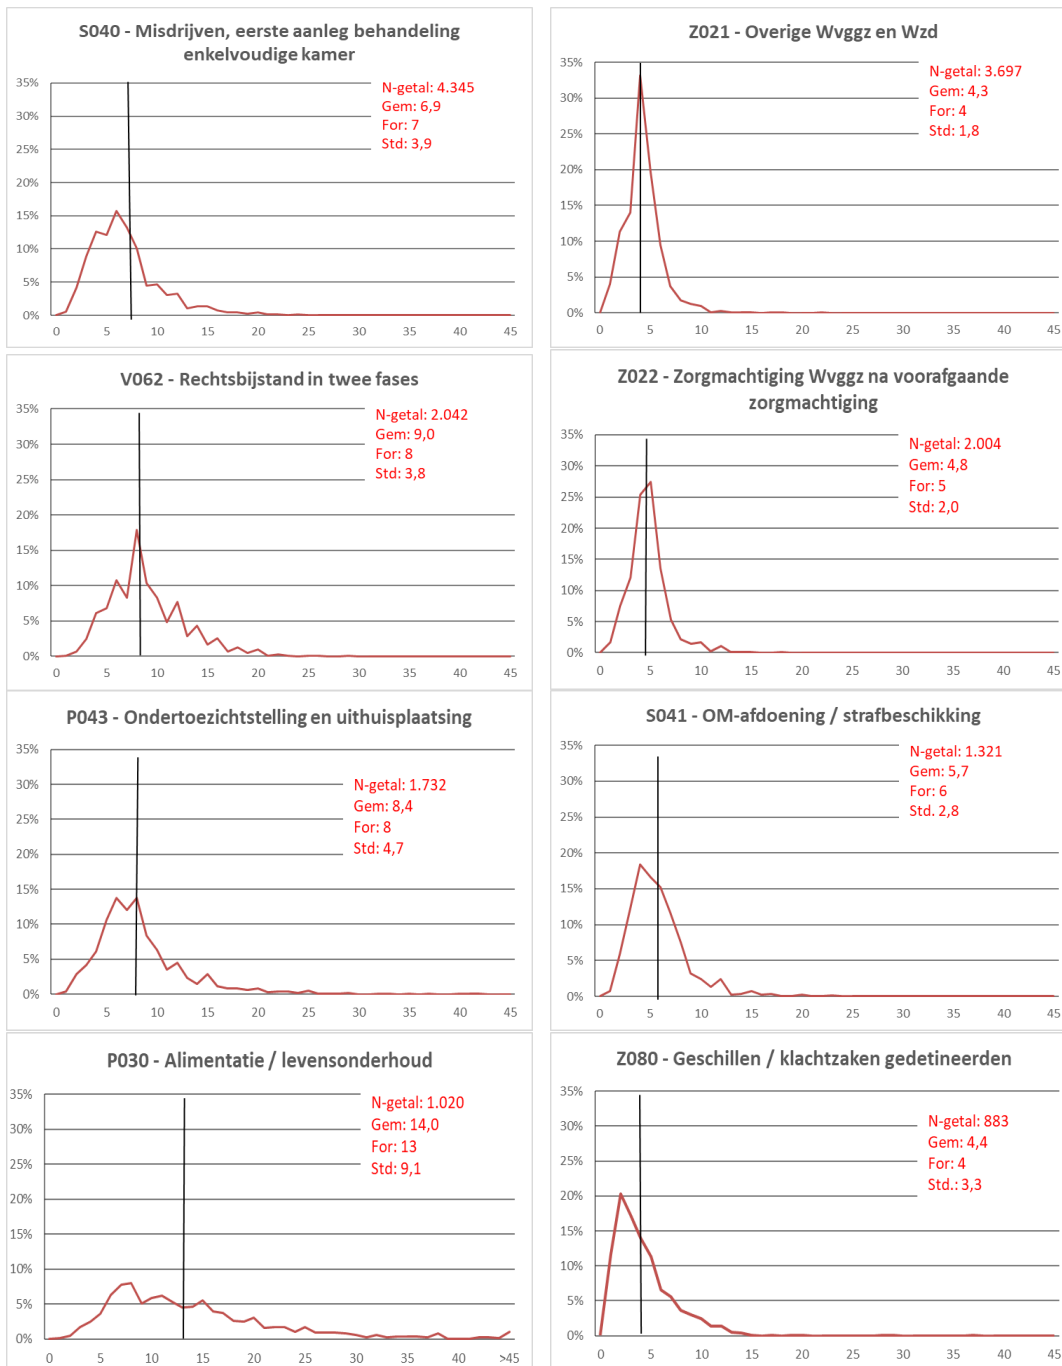 S040 - Misdrijven, eerste aanleg behandeling
enkelvoudige kamer
N-getal: 4.345
Gem: 6,9
For: 7
Std: 3,9
35%
30%
25%
20%
15%
10%
5%
0%
0 5 10 15 20 25 30 35 40 45
Z021 - Overige Wvggz en Wzd
N-getal: 3.697
Gem: 4,3
For: 4
Std: 1,8
35%
30%
25%
20%
15%
10%
5%
0%
0 5 10 15 20 25 30 35 40 45
V062 - Rechtsbijstand in twee fases
N-getal: 2.042
Gem: 9,0
For: 8
Std: 3,8
35%
30%
25%
20%
15%
10%
5%
0%
0 5 10 15 20 25 30 35 40 45
Z022 - Zorgmachtiging Wvggz na voorafgaande
zorgmachtiging
N-getal: 2.004
Gem: 4,8
For: 5
Std: 2,0
35%
30%
25%
20%
15%
10%
5%
0%
0 5 10 15 20 25 30 35 40 45
P043 - Ondertoezichtstelling en uithuisplaatsing
N-getal: 1.732
Gem: 8,4
For: 8
Std: 4,7
35%
30%
25%
20%
15%
10%
5%
0%
0 5 10 15 20 25 30 35 40 45
S041 - OM-afdoening / strafbeschikking
N-getal: 1.321
Gem: 5,7
For: 6
Std. 2,8
35%
30%
25%
20%
15%
10%
5%
0%
0 5 10 15 20 25 30 35 40 45
P030 - Alimentatie / levensonderhoud
N-getal: 1.020
Gem: 14,0
For: 13
Std: 9,1
35%
30%
25%
20%
15%
10%
5%
0%
0 5 10 15 20 25 30 35 40 >45
Z080 - Geschillen / klachtzaken gedetineerden
N-getal: 883
Gem: 4,4
For: 4
Std.: 3,3
35%
30%
25%
20%
15%
10%
5%
0%
0 5 10 15 20 25 30 35 40 45